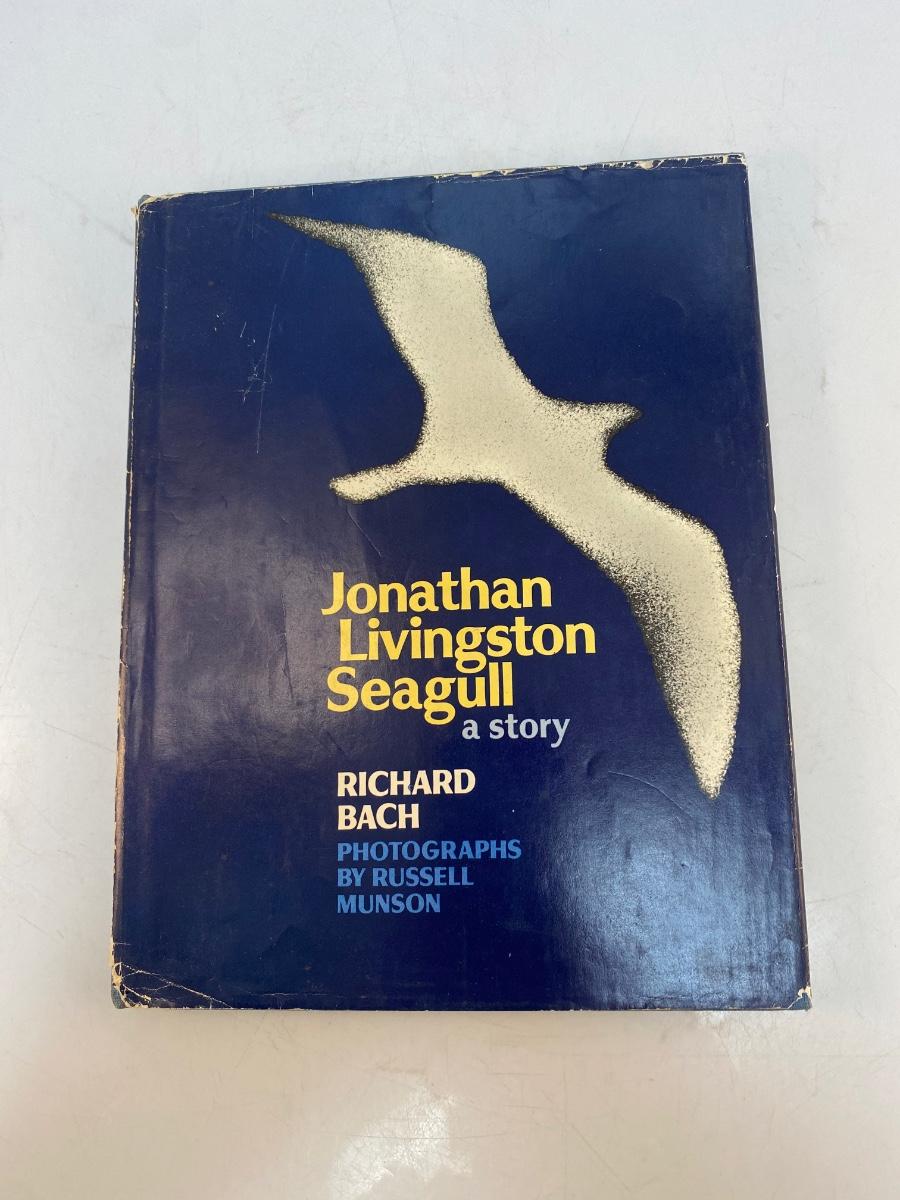 Jonathan
Livingston
Seagull
a story
RICHARD
BACH
PHOTOGRAPHS
BY RUSSELL
MUNSON